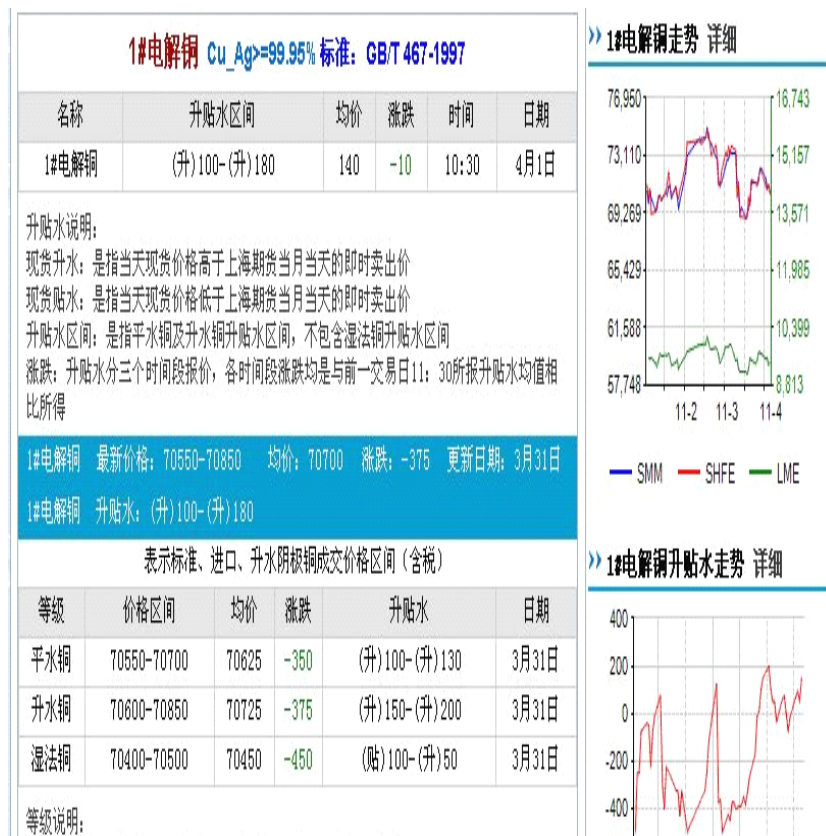 1#电解铜 Cu_Ag>=99.95% 标准：GB/T 467-1997
名称 升贴水区间 均价 涨跌 时间 日期
1#电解铜 (升)100-(升)180 140 -10 10:30 4月1日
升贴水说明：
现货升水：是指当天现货价格高于上海期货当月当天的即时卖出价
现货贴水：是指当天现货价格低于上海期货当月当天的即时卖出价
升贴水区间：是指平水铜及升水铜升贴水区间，不包含湿法铜升贴水区间
涨跌：升贴水分三个时间段报价，各时间段涨跌均是与前一交易日11：30所报升贴水均值相
比所得
1#电解铜 最新价格：70550-70850 均价：70700 涨跌：-375 更新日期：3月31日
1#电解铜 升贴水：(升)100-(升)180
表示标准、进口、升水阴极铜成交价格区间（含税）
等级 价格区间 均价 涨跌 升贴水 日期
平水铜 70550-70700 70625 -350 (升)100-(升)130 3月31日
升水铜 70600-70850 70725 -375 (升)150-(升)200 3月31日
湿法铜 70400-70500 70450 -450 (贴)100-(升)50 3月31日
等级说明：
1#电解铜走势 详细
76,950 16,743
73,110 15,157
69,269 13,571
65,429 11,985
61,588 10,399
57,748 8,813
11-2 11-3 11-4
SMM SHFE LME
1#电解铜升贴水走势 详细
400
200
0
-200
-400